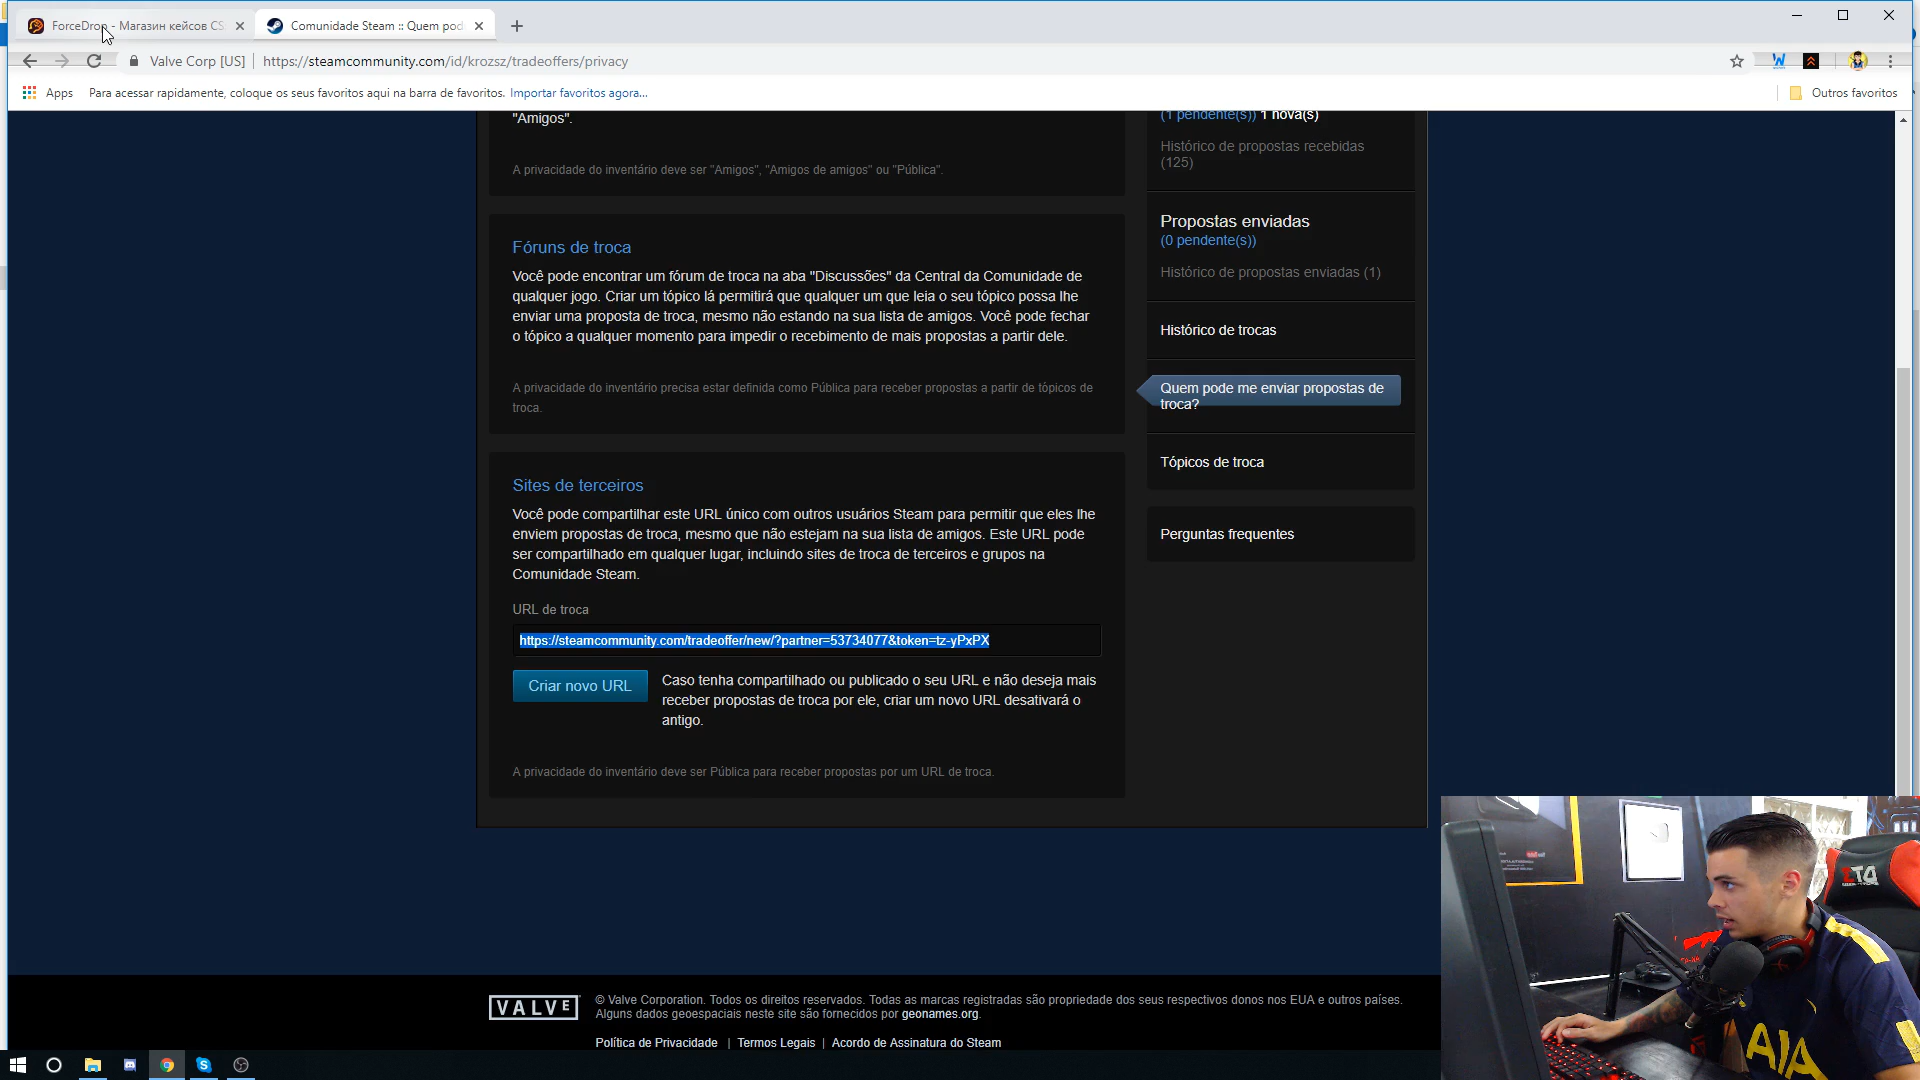 ForceDrop - Магазин кейсов CS
Comunidade Steam :: Quem pod
Valve Corp [US]
https://steamcommunity.com/id/krozsz/tradeoffers/privacy
Apps
Para acessar rapidamente, coloque os seus favoritos aqui na barra de favoritos. Importar favoritos agora...
Outros favoritos
"Amigos".
A privacidade do inventário deve ser "Amigos", "Amigos de amigos" ou "Pública".
Fóruns de troca
Você pode encontrar um fórum de troca na aba "Discussões" da Central da Comunidade de
qualquer jogo. Criar um tópico lá permitirá que qualquer um que leia o seu tópico possa lhe
enviar uma proposta de troca, mesmo não estando na sua lista de amigos. Você pode fechar
o tópico a qualquer momento para impedir o recebimento de mais propostas a partir dele.
A privacidade do inventário precisa estar definida como Pública para receber propostas a partir de tópicos de
troca.
Sites de terceiros
Você pode compartilhar este URL único com outros usuários Steam para permitir que eles lhe
enviem propostas de troca, mesmo que não estejam na sua lista de amigos. Este URL pode
ser compartilhado em qualquer lugar, incluindo sites de troca de terceiros e grupos na
Comunidade Steam.
URL de troca
https://steamcommunity.com/tradeoffer/new/?partner=53734077&token=tz-yPxPX
Criar novo URL
Caso tenha compartilhado ou publicado o seu URL e não deseja mais
receber propostas de troca por ele, criar um novo URL desativará o
antigo.
A privacidade do inventário deve ser Pública para receber propostas por um URL de troca.
(1 pendente(s)) 1 nova(s)
Histórico de propostas recebidas
(125)
Propostas enviadas
(0 pendente(s))
Histórico de propostas enviadas (1)
Histórico de trocas
Quem pode me enviar propostas de
troca?
Tópicos de troca
Perguntas frequentes
VALVE
© Valve Corporation. Todos os direitos reservados. Todas as marcas registradas são propriedade dos seus respectivos donos nos EUA e outros países.
Alguns dados geoespaciais neste site são fornecidos por geonames.org.
Política de Privacidade | Termos Legais | Acordo de Assinatura do Steam
AIA